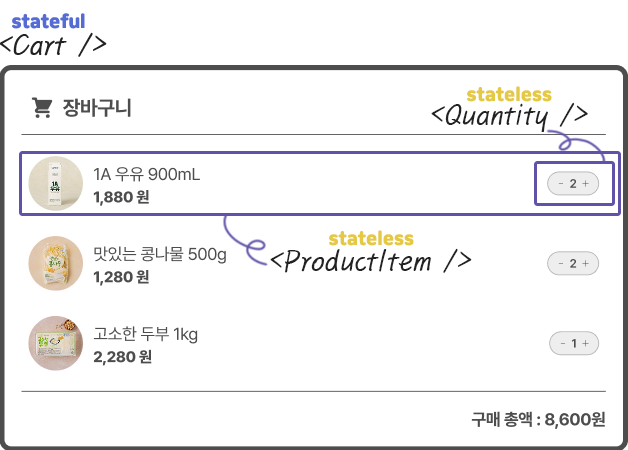 stateful
<Cart />
장바구니
stateless
<Quantity />
1A 우유 900mL
1,880 원
- 2 +
stateless
<ProductItem />
맛있는 콩나물 500g
1,280 원
- 2 +
고소한 두부 1kg
2,280 원
- 1 +
구매 총액 : 8,600원